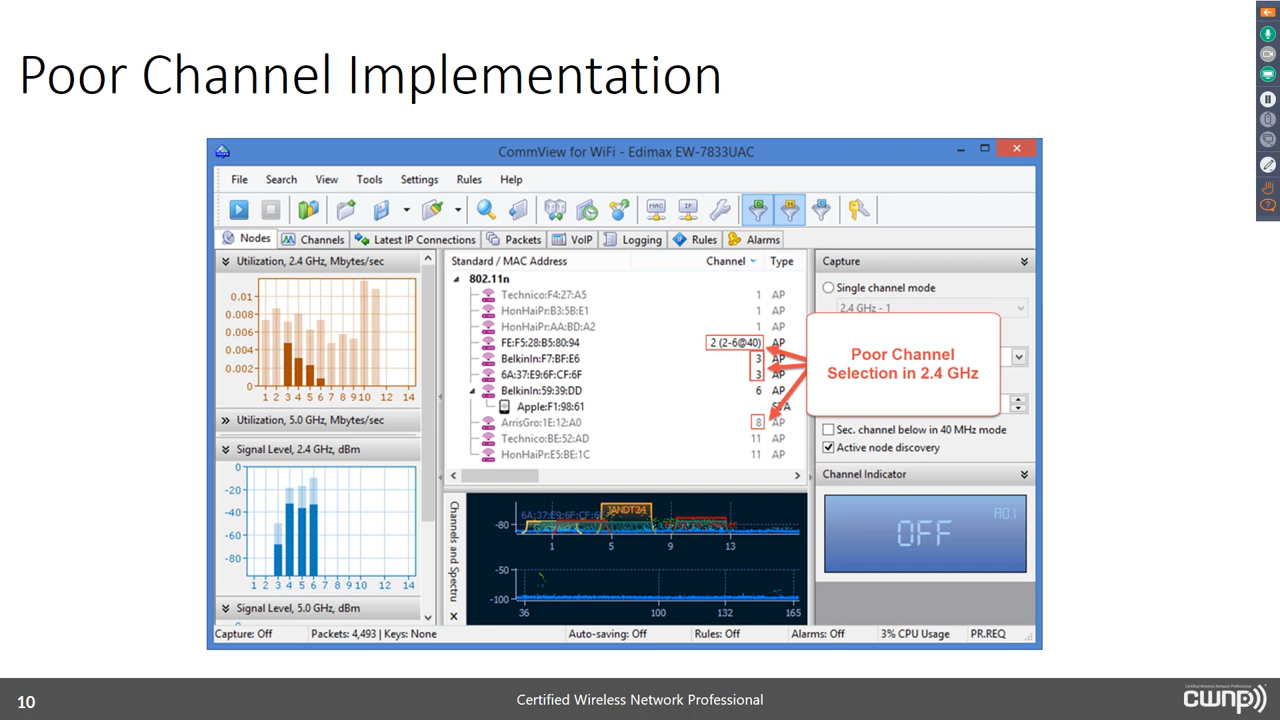 Poor Channel Implementation
CommView for WiFi - Edimax EW-7833UAC
File Search View Tools Settings Rules Help
MAC IP
Nodes Channels Latest IP Connections Packets VoIP Logging Rules Alarms
Utilization, 2.4 GHz, Mbytes/sec
0.01
0.008
0.006
0.004
0.002
0
1 2 3 4 5 6 7 8 9 10 12 14
Utilization, 5.0 GHz, Mbytes/sec
Signal Level, 2.4 GHz, dBm
0
-20
-40
-60
-80
1 2 3 4 5 6 7 8 9 10 12 14
Signal Level, 5.0 GHz, dBm
Standard / MAC Address Channel Type
802.11n
Technico:F4:27:A5 1 AP
HonHaiPr:B3:5B:E1 1 AP
HonHaiPr:AA:BD:A2 1 AP
FE:F5:28:B5:80:94 2 (2-6@40) AP
BelkinIn:F7:BF:E6 3 AP
6A:37:E9:6F:CF:6F 3 AP
BelkinIn:59:39:DD 6 AP
Apple:F1:98:61 STA
ArrisGro:1E:12:A0 8 AP
Technico:BE:52:AD 11 AP
HonHaiPr:E5:BE:1C 11 AP
Channels and Spectru
-80
1 5 9 13
-50
-100
36 100 132 165
Capture
Single channel mode
2.4 GHz - 1
Poor Channel
Selection in 2.4 GHz
Sec. channel below in 40 MHz mode
Active node discovery
Channel Indicator
OFF
Capture: Off Packets: 4,493 | Keys: None Auto-saving: Off Rules: Off Alarms: Off 3% CPU Usage PR.REQ
10
Certified Wireless Network Professional
Certified Wireless Network Professional
cwnp